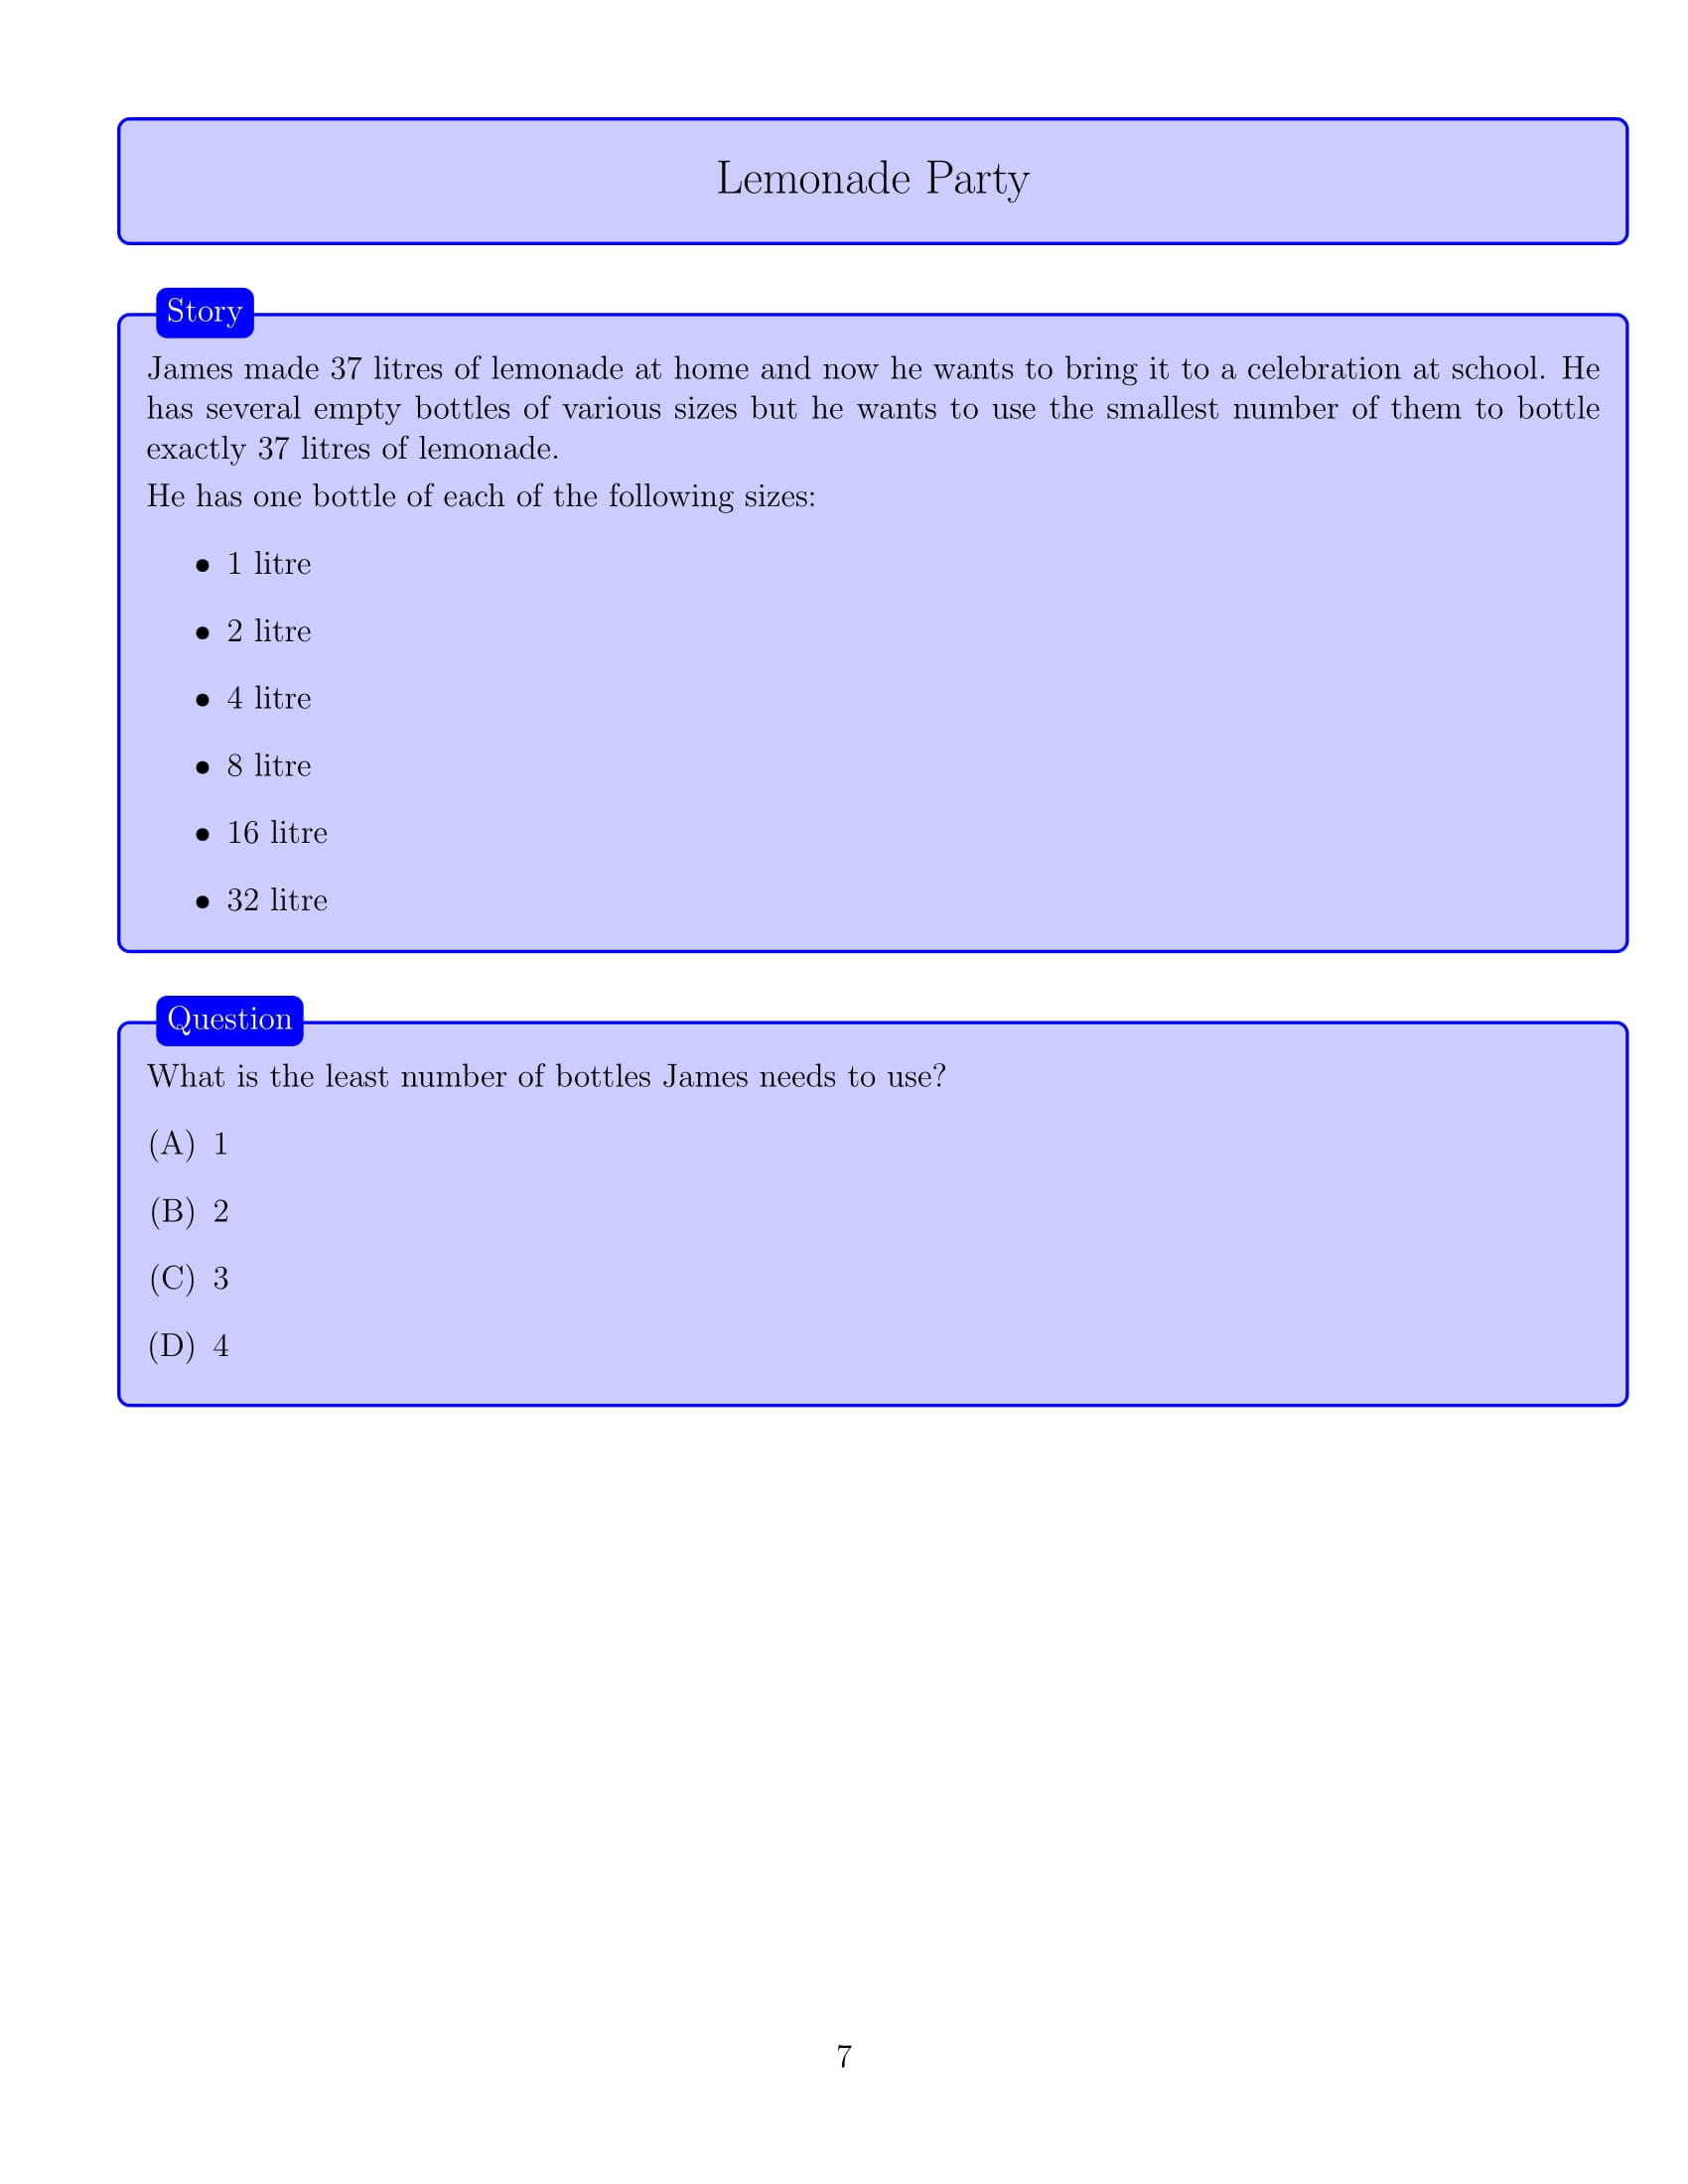 Lemonade Party
Story
James made 37 litres of lemonade at home and now he wants to bring it to a celebration at school. He
has several empty bottles of various sizes but he wants to use the smallest number of them to bottle
exactly 37 litres of lemonade.
He has one bottle of each of the following sizes:
• 1 litre
• 2 litre
• 4 litre
• 8 litre
• 16 litre
• 32 litre
Question
What is the least number of bottles James needs to use?
(A) 1
(B) 2
(C) 3
(D) 4
7